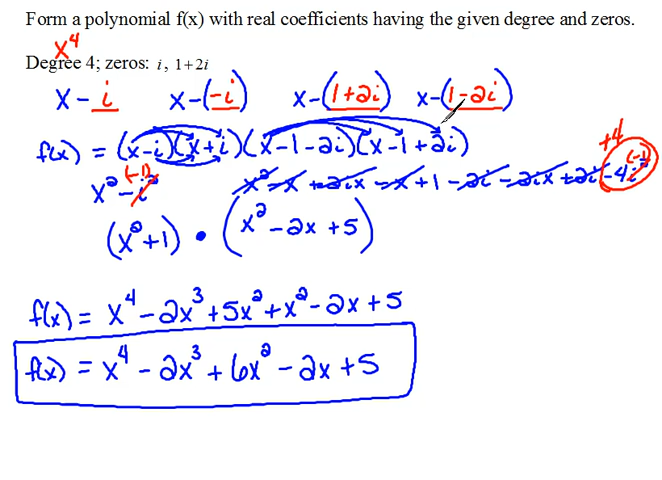 Form a polynomial f(x) with real coefficients having the given degree and zeros.
x⁴
Degree 4; zeros: i, 1+2i
x - i x - (-i) x - (1+2i) x - (1-2i)
f(x) = (x-i)(x+i)(x-1-2i)(x-1+2i)
+4
(-1) (-1)
x² - i² x² - x + 2ix - x + 1 - 2i - 2ix + 2i - 4i²
(x²+1) • (x² - 2x + 5)
f(x) = x⁴ - 2x³ + 5x² + x² - 2x + 5
f(x) = x⁴ - 2x³ + 6x² - 2x + 5